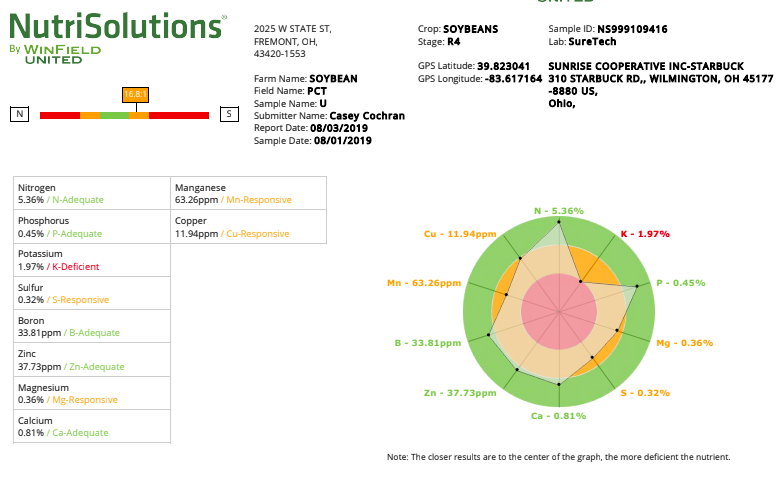 UNITED
NutriSolutions®
By WINFIELD
UNITED
16.8:1
N
S
2025 W STATE ST,
FREMONT, OH,
43420-1553
Farm Name: SOYBEAN
Field Name: PCT
Sample Name: U
Submitter Name: Casey Cochran
Report Date: 08/03/2019
Sample Date: 08/01/2019
Crop: SOYBEANS
Stage: R4
GPS Latitude: 39.823041
GPS Longitude: -83.617164
Sample ID: NS999109416
Lab: SureTech
SUNRISE COOPERATIVE INC-STARBUCK
310 STARBUCK RD,, WILMINGTON, OH 45177
-8880 US,
Ohio,
Nitrogen
5.36% / N-Adequate
Phosphorus
0.45% / P-Adequate
Potassium
1.97% / K-Deficient
Sulfur
0.32% / S-Responsive
Boron
33.81ppm / B-Adequate
Zinc
37.73ppm / Zn-Adequate
Magnesium
0.36% / Mg-Responsive
Calcium
0.81% / Ca-Adequate
Manganese
63.26ppm / Mn-Responsive
Copper
11.94ppm / Cu-Responsive
N - 5.36%
K - 1.97%
P - 0.45%
Mg - 0.36%
S - 0.32%
Ca - 0.81%
Zn - 37.73ppm
B - 33.81ppm
Mn - 63.26ppm
Cu - 11.94ppm
Note: The closer results are to the center of the graph, the more deficient the nutrient.